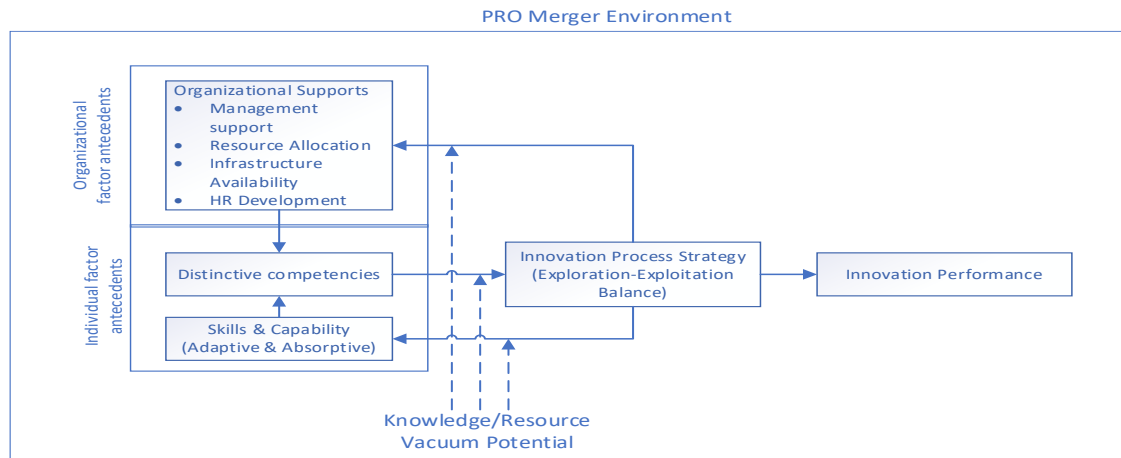 PRO Merger Environment
Organizational
factor antecedents
Organizational Supports
● Management
support
● Resource Allocation
● Infrastructure
Availability
● HR Development
Individual factor
antecedents
Distinctive competencies
Skills & Capability
(Adaptive & Absorptive)
Innovation Process Strategy
(Exploration-Exploitation
Balance)
Innovation Performance
Knowledge/Resource
Vacuum Potential